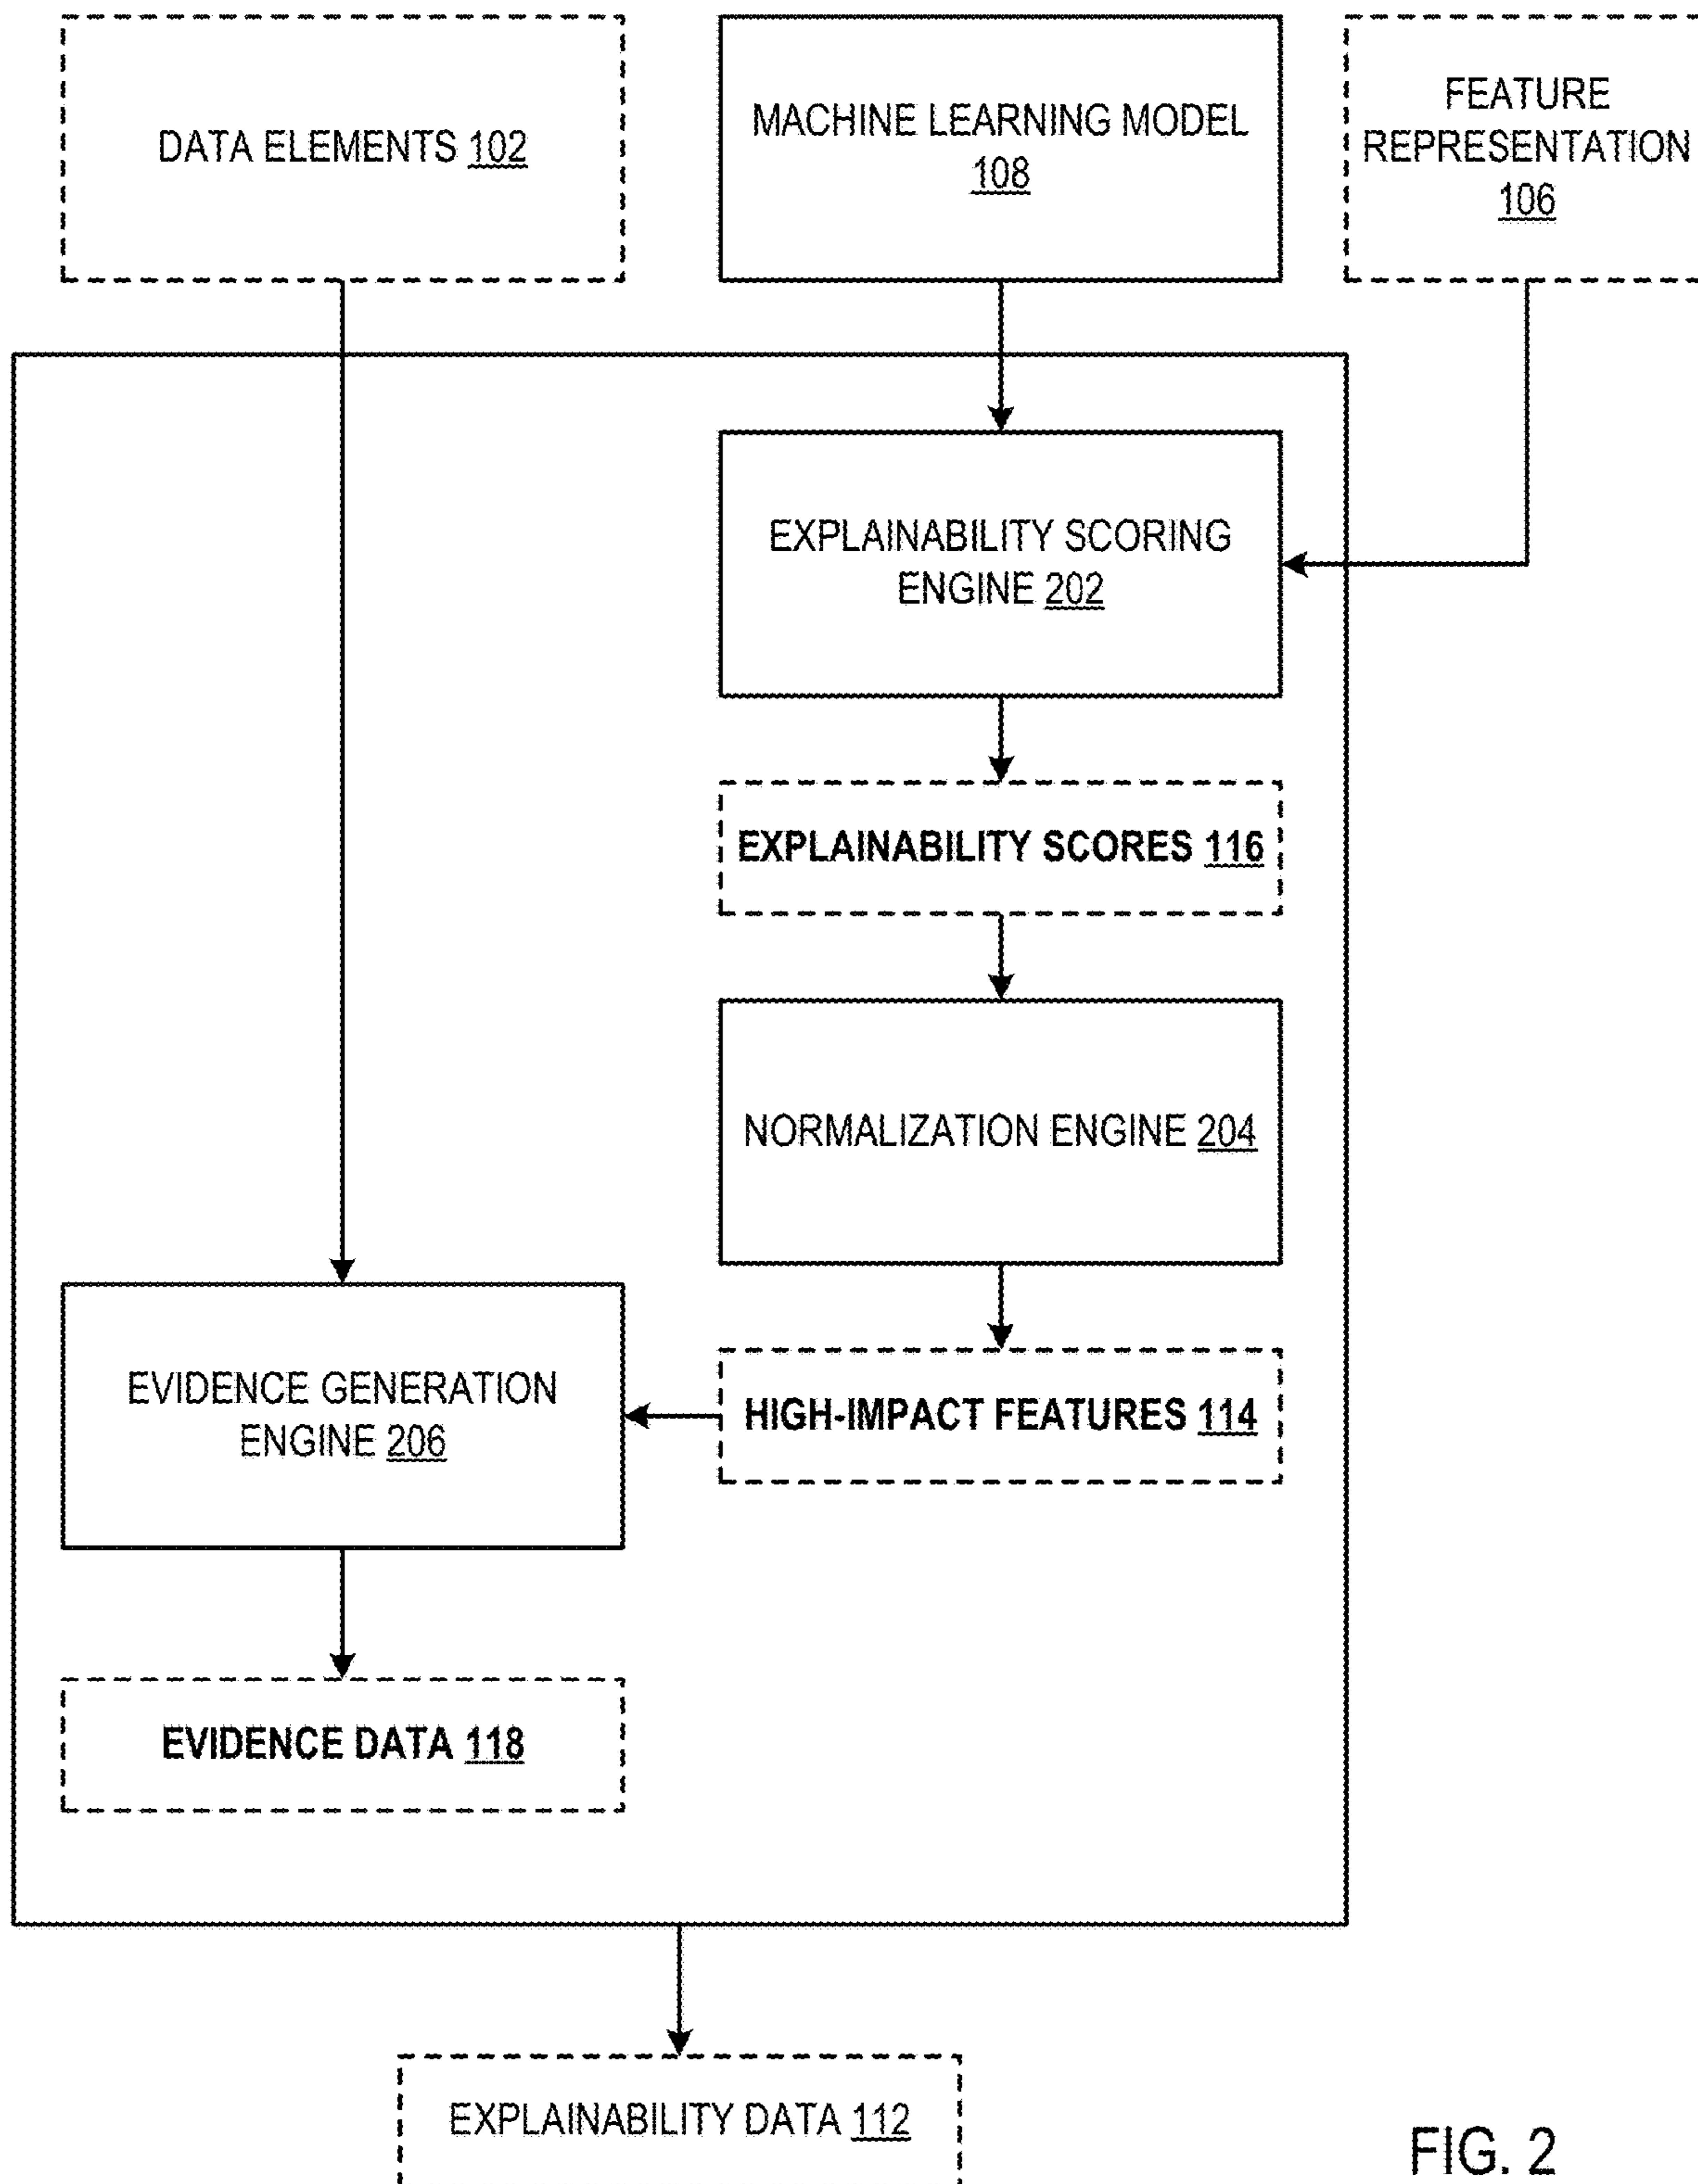 DATA ELEMENTS 102
MACHINE LEARNING MODEL
108
FEATURE
REPRESENTATION
106
EXPLAINABILITY SCORING
ENGINE 202
EXPLAINABILITY SCORES 116
NORMALIZATION ENGINE 204
EVIDENCE GENERATION
ENGINE 206
HIGH-IMPACT FEATURES 114
EVIDENCE DATA 118
EXPLAINABILITY DATA 112
FIG. 2